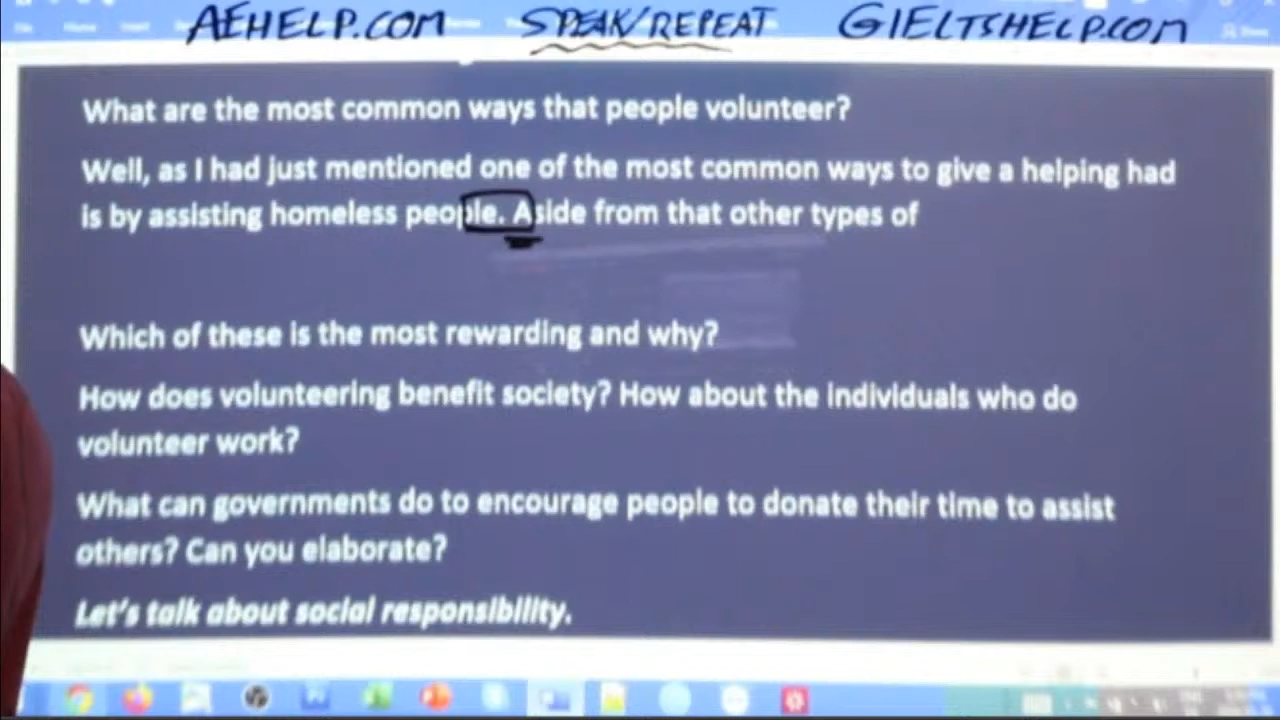 AEHELP.COM SPEAK/REPEAT GIELTSHELP.COM
What are the most common ways that people volunteer?
Well, as I had just mentioned one of the most common ways to give a helping had
is by assisting homeless people. Aside from that other types of
Which of these is the most rewarding and why?
How does volunteering benefit society? How about the individuals who do
volunteer work?
What can governments do to encourage people to donate their time to assist
others? Can you elaborate?
Let's talk about social responsibility.